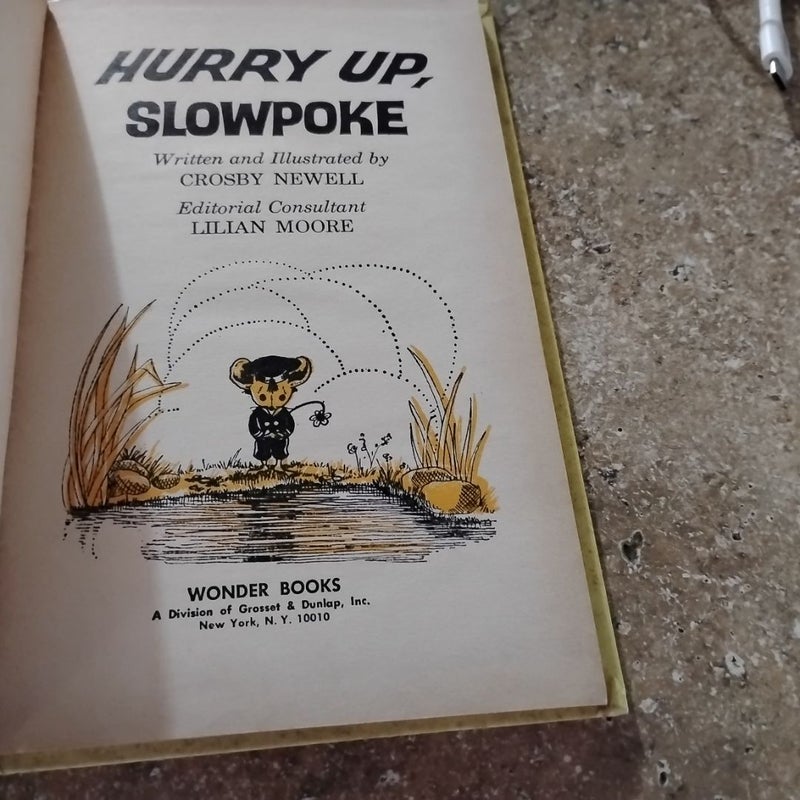 HURRY UP,
SLOWPOKE
Written and Illustrated by
CROSBY NEWELL
Editorial Consultant
LILIAN MOORE
WONDER BOOKS
A Division of Grosset & Dunlap, Inc.
New York, N. Y. 10010